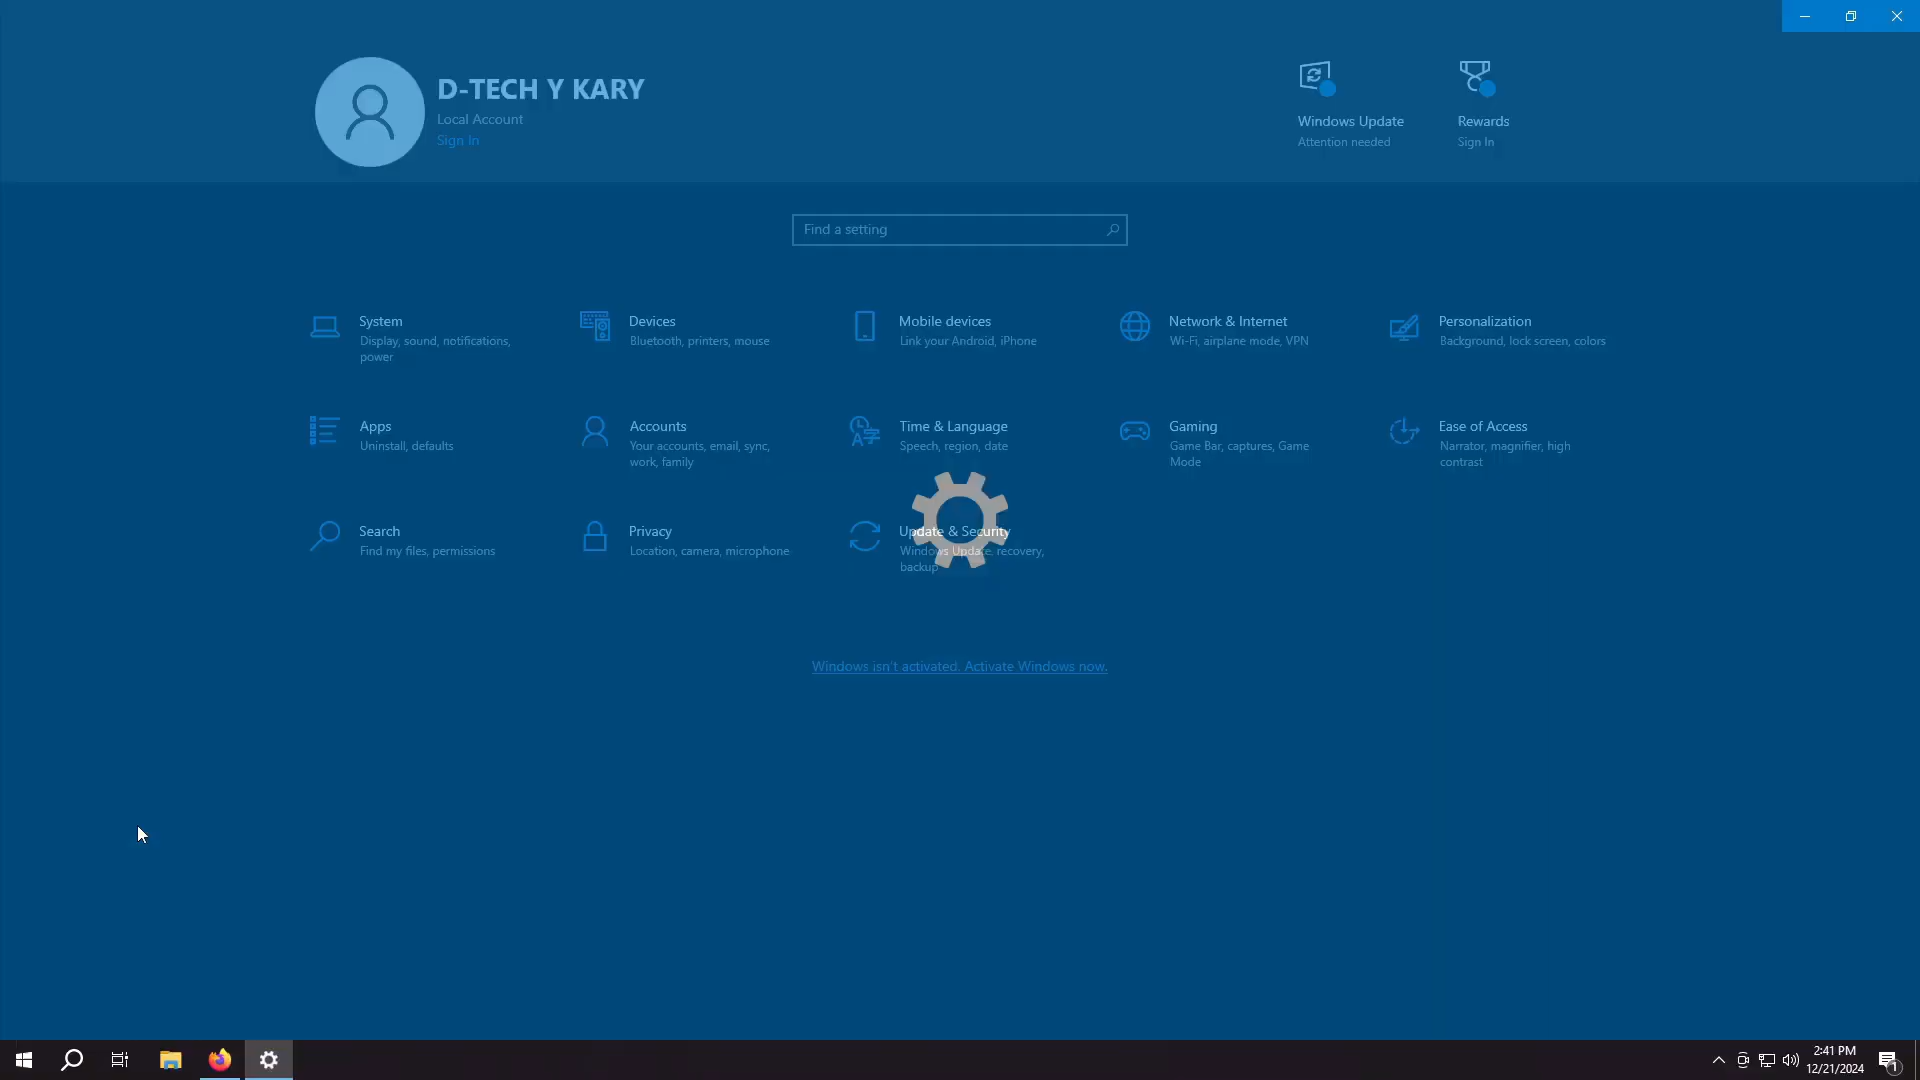 D-TECH Y KARY
Local Account
Sign In
Windows Update
Attention needed
Rewards
Sign In
Find a setting
System
Display, sound, notifications,
power
Devices
Bluetooth, printers, mouse
Mobile devices
Link your Android, iPhone
Network & Internet
Wi-Fi, airplane mode, VPN
Personalization
Background, lock screen, colors
Apps
Uninstall, defaults
Accounts
Your accounts, email, sync,
work, family
Time & Language
Speech, region, date
Gaming
Game Bar, captures, Game
Mode
Ease of Access
Narrator, magnifier, high
contrast
Search
Find my files, permissions
Privacy
Location, camera, microphone
Update & Security
Windows Update, recovery,
backup
Windows isn't activated. Activate Windows now.
2:41 PM
12/21/2024
1